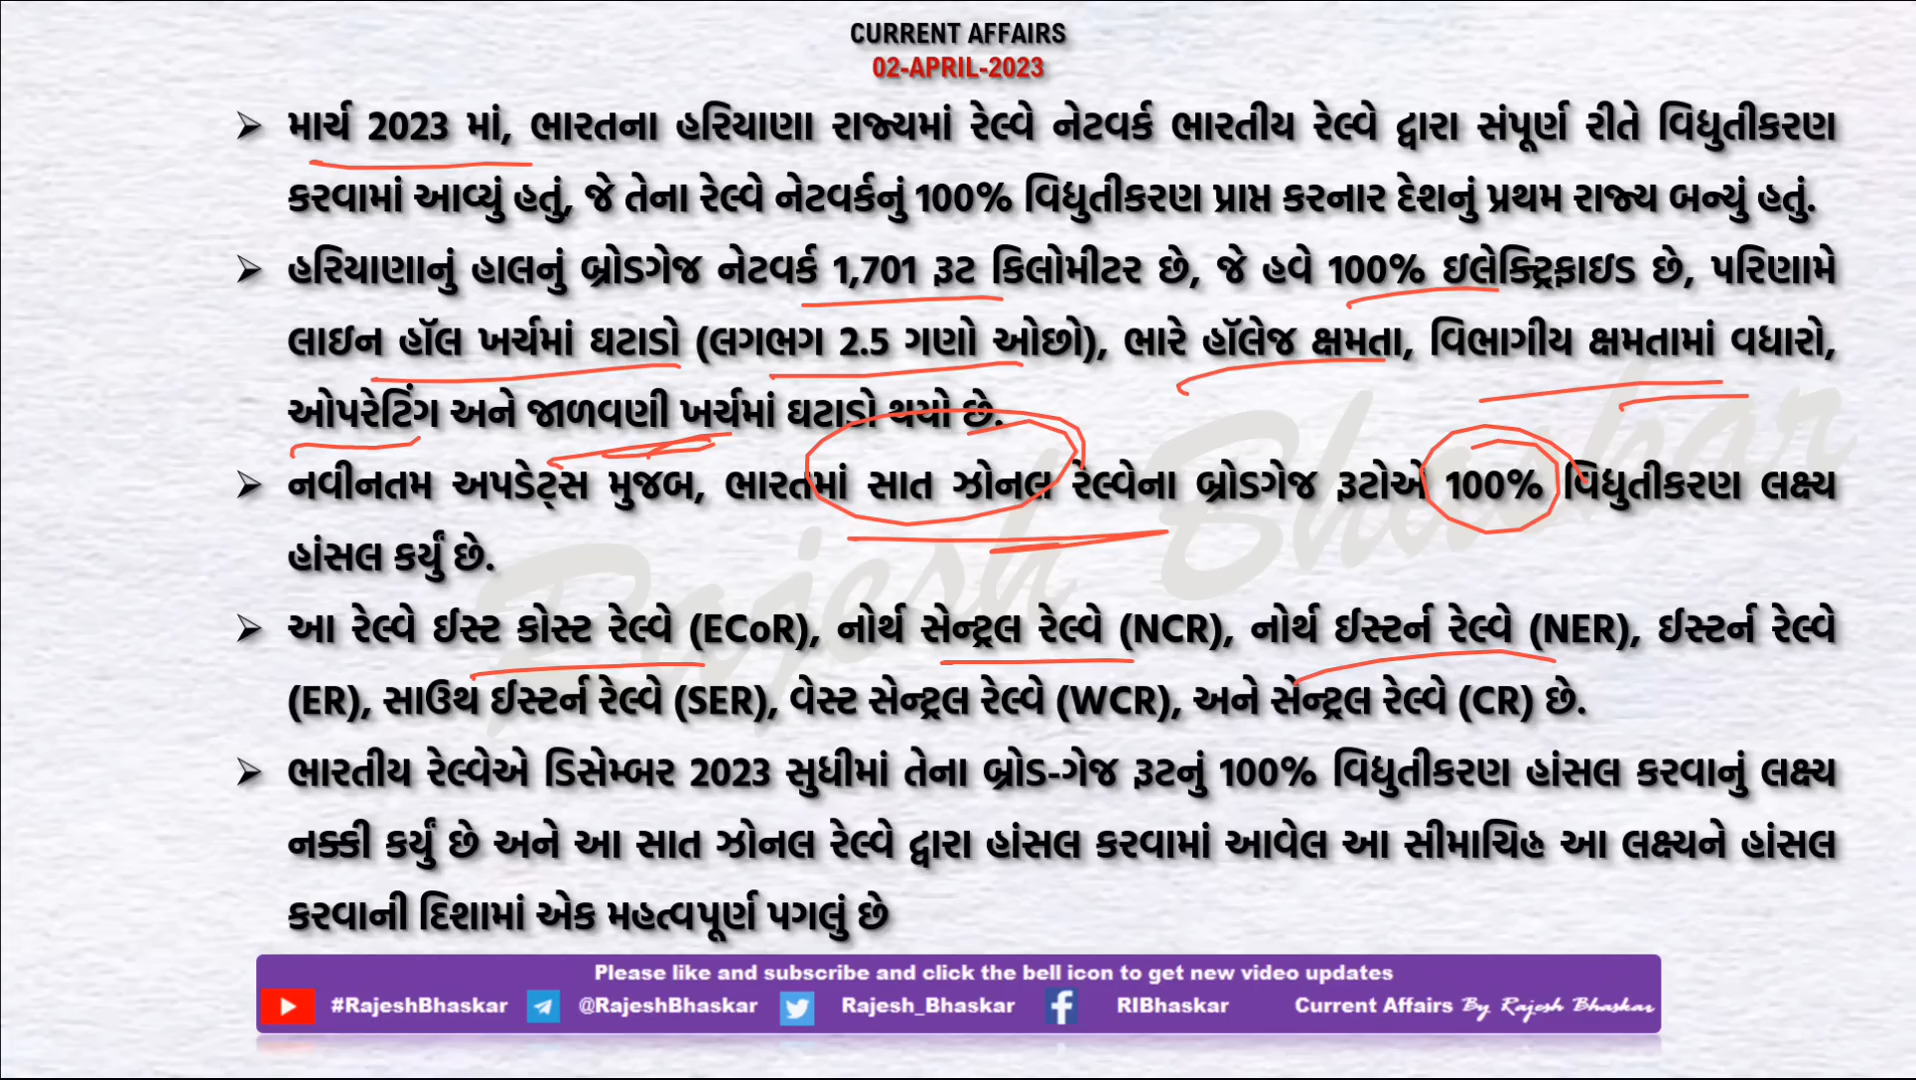 CURRENT AFFAIRS
02-APRIL-2023
➢ માર્ચ 2023 માં, ભારતના હરિયાણા રાજ્યમાં રેલ્વે નેટવર્ક ભારતીય રેલ્વે દ્વારા સંપૂર્ણ રીતે વિદ્યુતીકરણ
કરવામાં આવ્યું હતું, જે તેના રેલ્વે નેટવર્કનું 100% વિદ્યુતીકરણ પ્રાપ્ત કરનાર દેશનું પ્રથમ રાજ્ય બન્યું હતું.
➢ હરિયાણાનું હાલનું બ્રોડગેજ નેટવર્ક 1,701 રૂટ કિલોમીટર છે, જે હવે 100% ઇલેક્ટ્રિફાઇડ છે, પરિણામે
લાઇન હૉલ ખર્ચમાં ઘટાડો (લગભગ 2.5 ગણો ઓછો), ભારે હૉલેજ ક્ષમતા, વિભાગીય ક્ષમતામાં વધારો,
ઓપરેટિંગ અને જાળવણી ખર્ચમાં ઘટાડો થયો છે.
➢ નવીનતમ અપડેટ્સ મુજબ, ભારતમાં સાત ઝોનલ રેલ્વેના બ્રોડગેજ રૂટોએ 100% વિદ્યુતીકરણ લક્ષ્ય
હાંસલ કર્યું છે.
➢ આ રેલ્વે ઈસ્ટ કોસ્ટ રેલ્વે (ECoR), નોર્થ સેન્ટ્રલ રેલ્વે (NCR), નોર્થ ઈસ્ટર્ન રેલ્વે (NER), ઈસ્ટર્ન રેલ્વે
(ER), સાઉથ ઈસ્ટર્ન રેલ્વે (SER), વેસ્ટ સેન્ટ્રલ રેલ્વે (WCR), અને સેન્ટ્રલ રેલ્વે (CR) છે.
➢ ભારતીય રેલ્વેએ ડિસેમ્બર 2023 સુધીમાં તેના બ્રોડ-ગેજ રૂટનું 100% વિદ્યુતીકરણ હાંસલ કરવાનું લક્ષ્ય
નક્કી કર્યું છે અને આ સાત ઝોનલ રેલ્વે દ્વારા હાંસલ કરવામાં આવેલ આ સીમાચિહ્ન આ લક્ષ્યને હાંસલ
કરવાની દિશામાં એક મહત્વપૂર્ણ પગલું છે
Rajesh Bhaskar
Please like and subscribe and click the bell icon to get new video updates
#RajeshBhaskar @RajeshBhaskar Rajesh_Bhaskar RIBhaskar Current Affairs By Rajesh Bhaskar